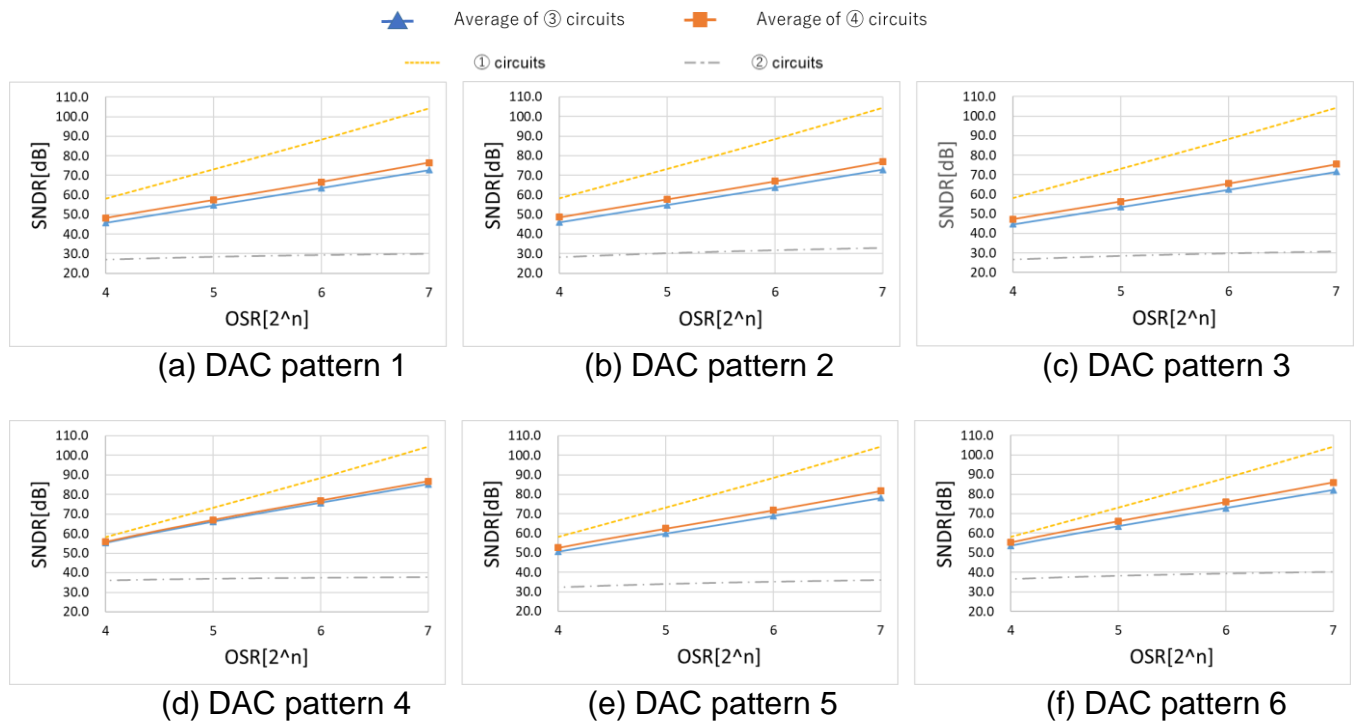 Average of ③ circuits
Average of ④ circuits
① circuits
② circuits
110.0
100.0
90.0
80.0
70.0
60.0
50.0
40.0
30.0
20.0
SNDR[dB]
4 5 6 7
OSR[2^n]
(a) DAC pattern 1
110.0
100.0
90.0
80.0
70.0
60.0
50.0
40.0
30.0
20.0
SNDR[dB]
4 5 6 7
OSR[2^n]
(b) DAC pattern 2
110.0
100.0
90.0
80.0
70.0
60.0
50.0
40.0
30.0
20.0
SNDR[dB]
4 5 6 7
OSR[2^n]
(c) DAC pattern 3
110.0
100.0
90.0
80.0
70.0
60.0
50.0
40.0
30.0
20.0
SNDR[dB]
4 5 6 7
OSR[2^n]
(d) DAC pattern 4
110.0
100.0
90.0
80.0
70.0
60.0
50.0
40.0
30.0
20.0
SNDR[dB]
4 5 6 7
OSR[2^n]
(e) DAC pattern 5
110.0
100.0
90.0
80.0
70.0
60.0
50.0
40.0
30.0
20.0
SNDR[dB]
4 5 6 7
OSR[2^n]
(f) DAC pattern 6